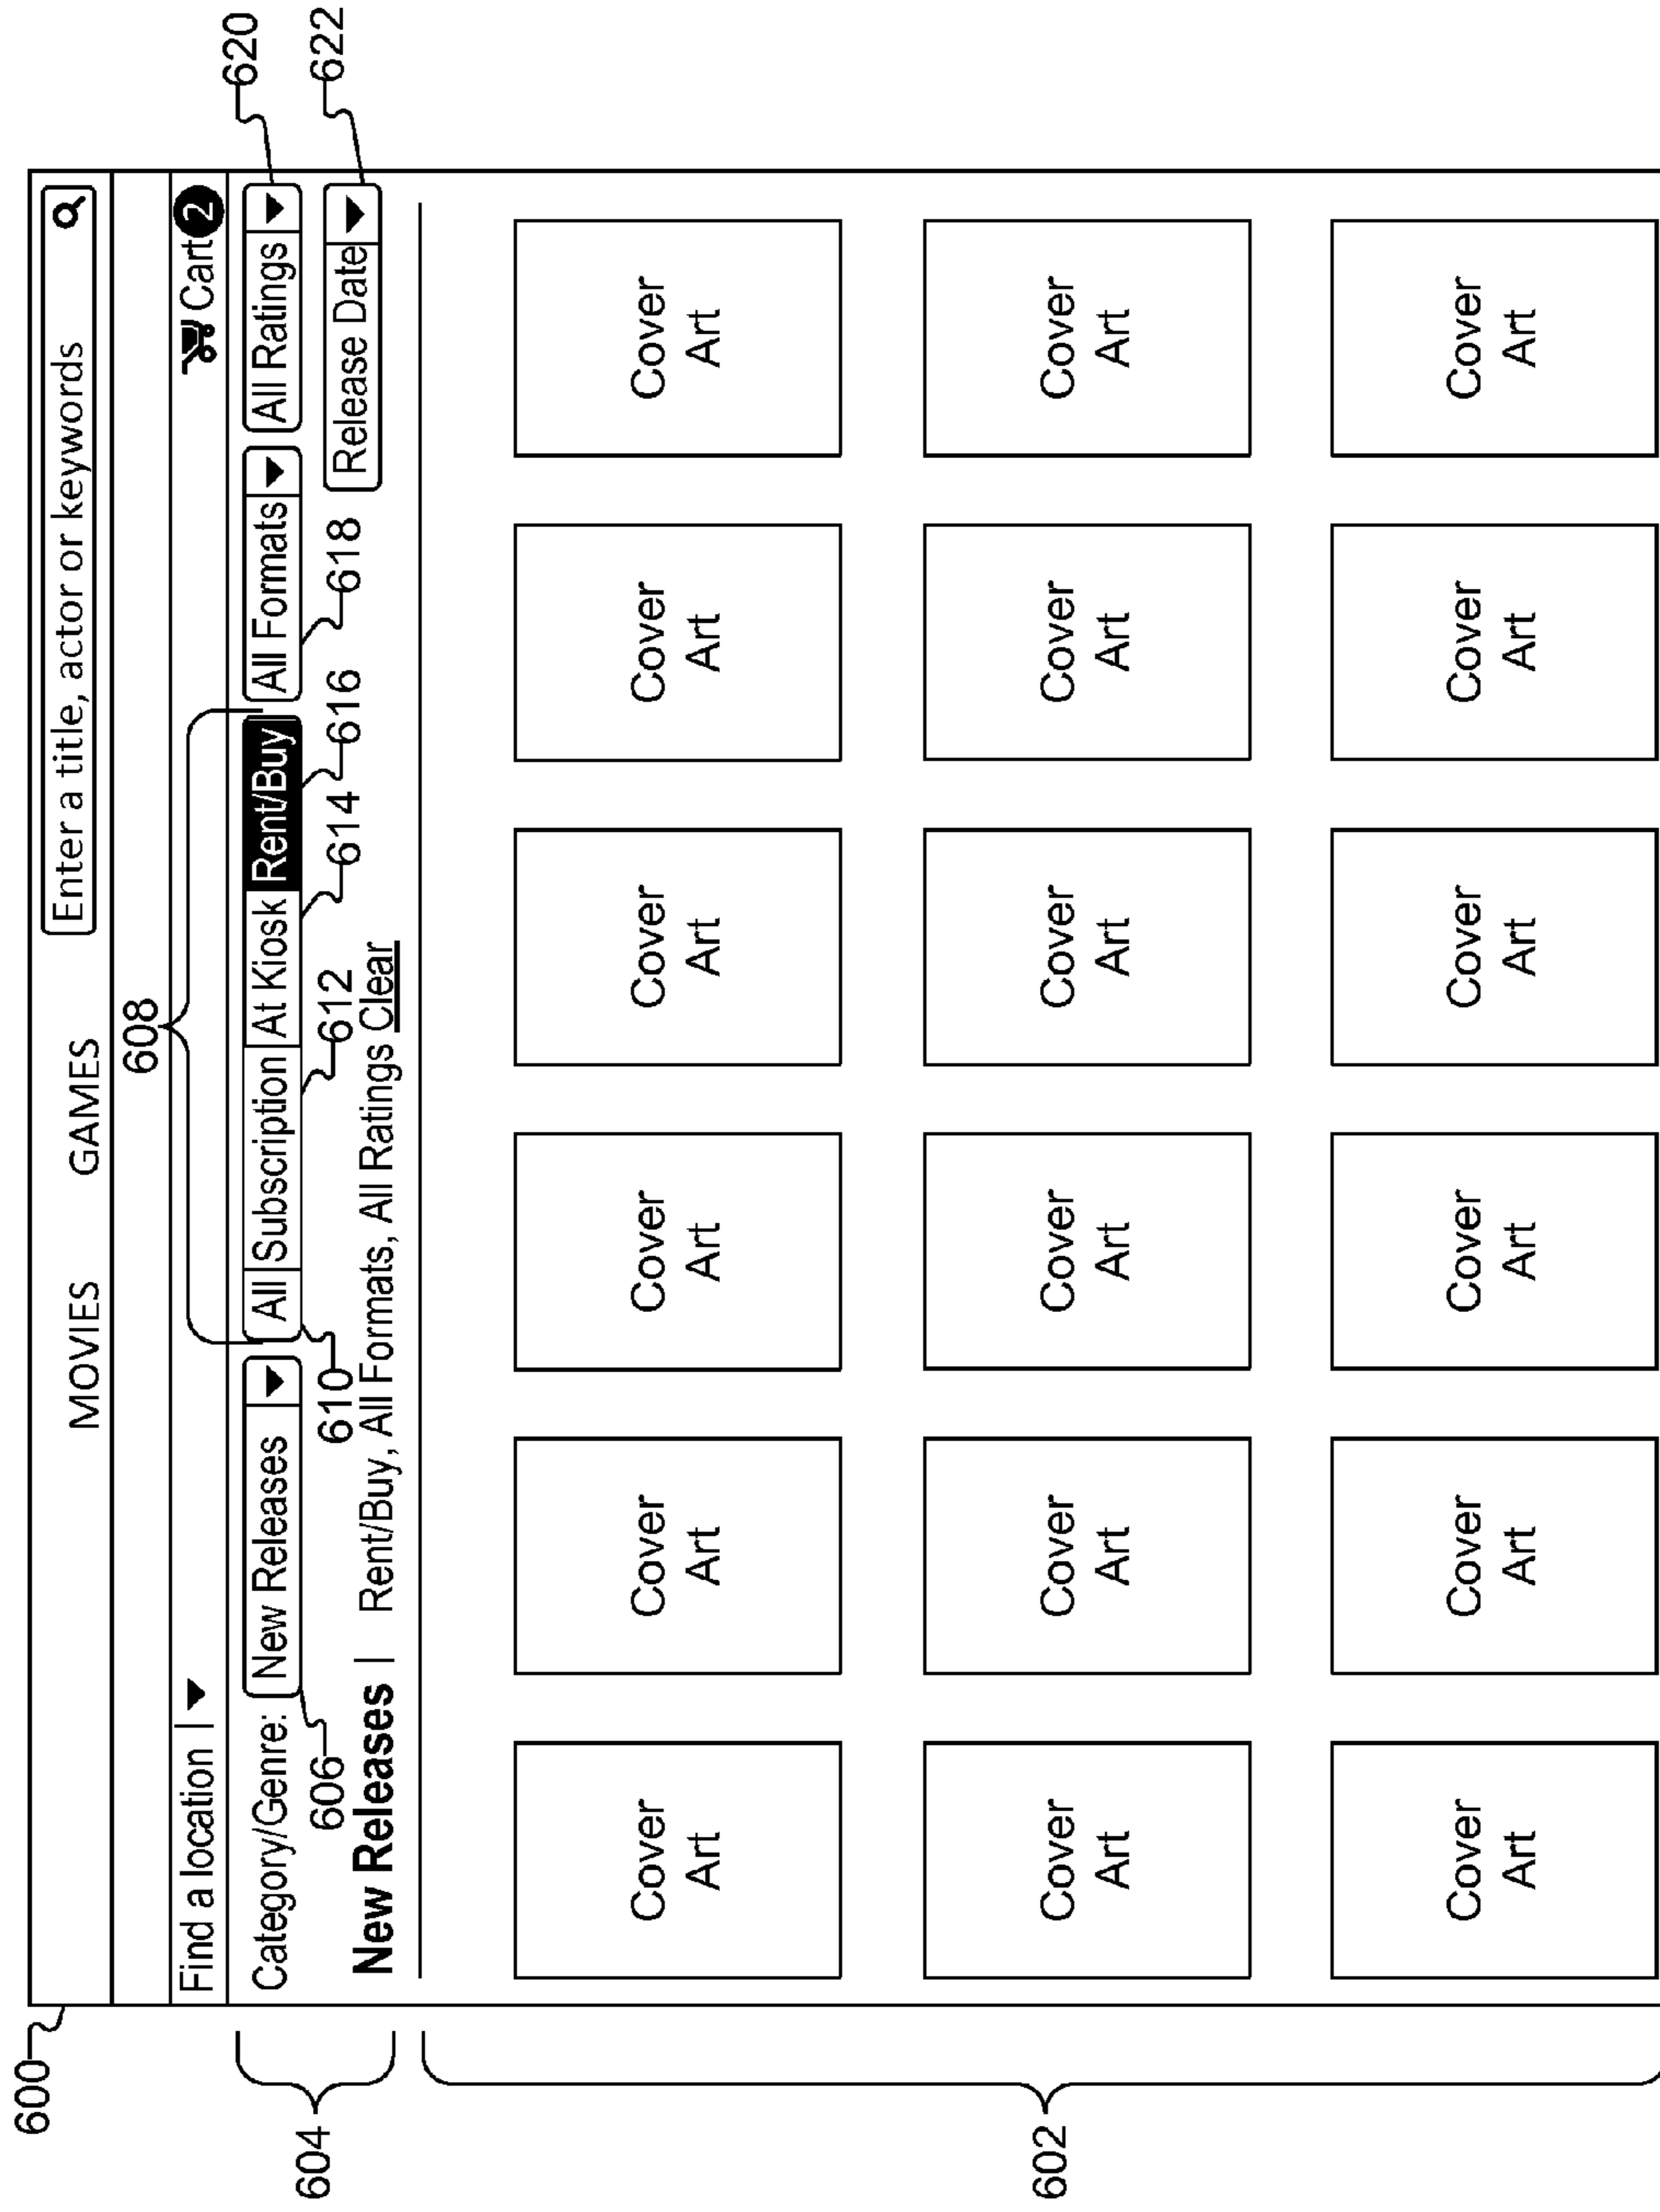 600
MOVIES GAMES Enter a title, actor or keywords
608
Find a location Cart 2
620
Category/Genre: New Releases All Subscription At Kiosk Rent/Buy All Formats All Ratings
604
606 610 612 614 616 618 622
New Releases | Rent/Buy, All Formats, All Ratings Clear Release Date
Cover Cover Cover Cover Cover Cover
Art Art Art Art Art Art
602
Cover Cover Cover Cover Cover Cover
Art Art Art Art Art Art
Cover Cover Cover Cover Cover Cover
Art Art Art Art Art Art